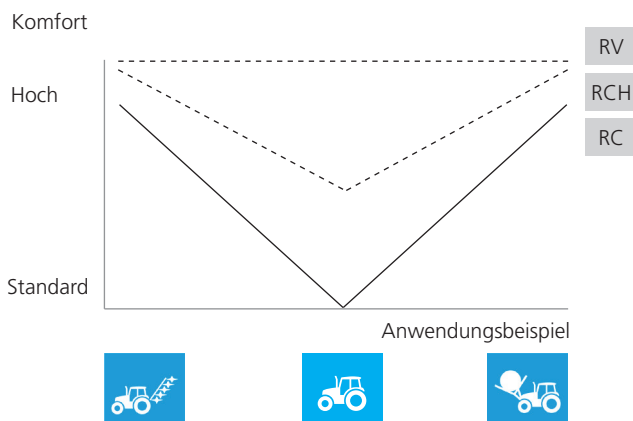 Komfort
RV
Hoch
RCH
RC
Standard
Anwendungsbeispiel